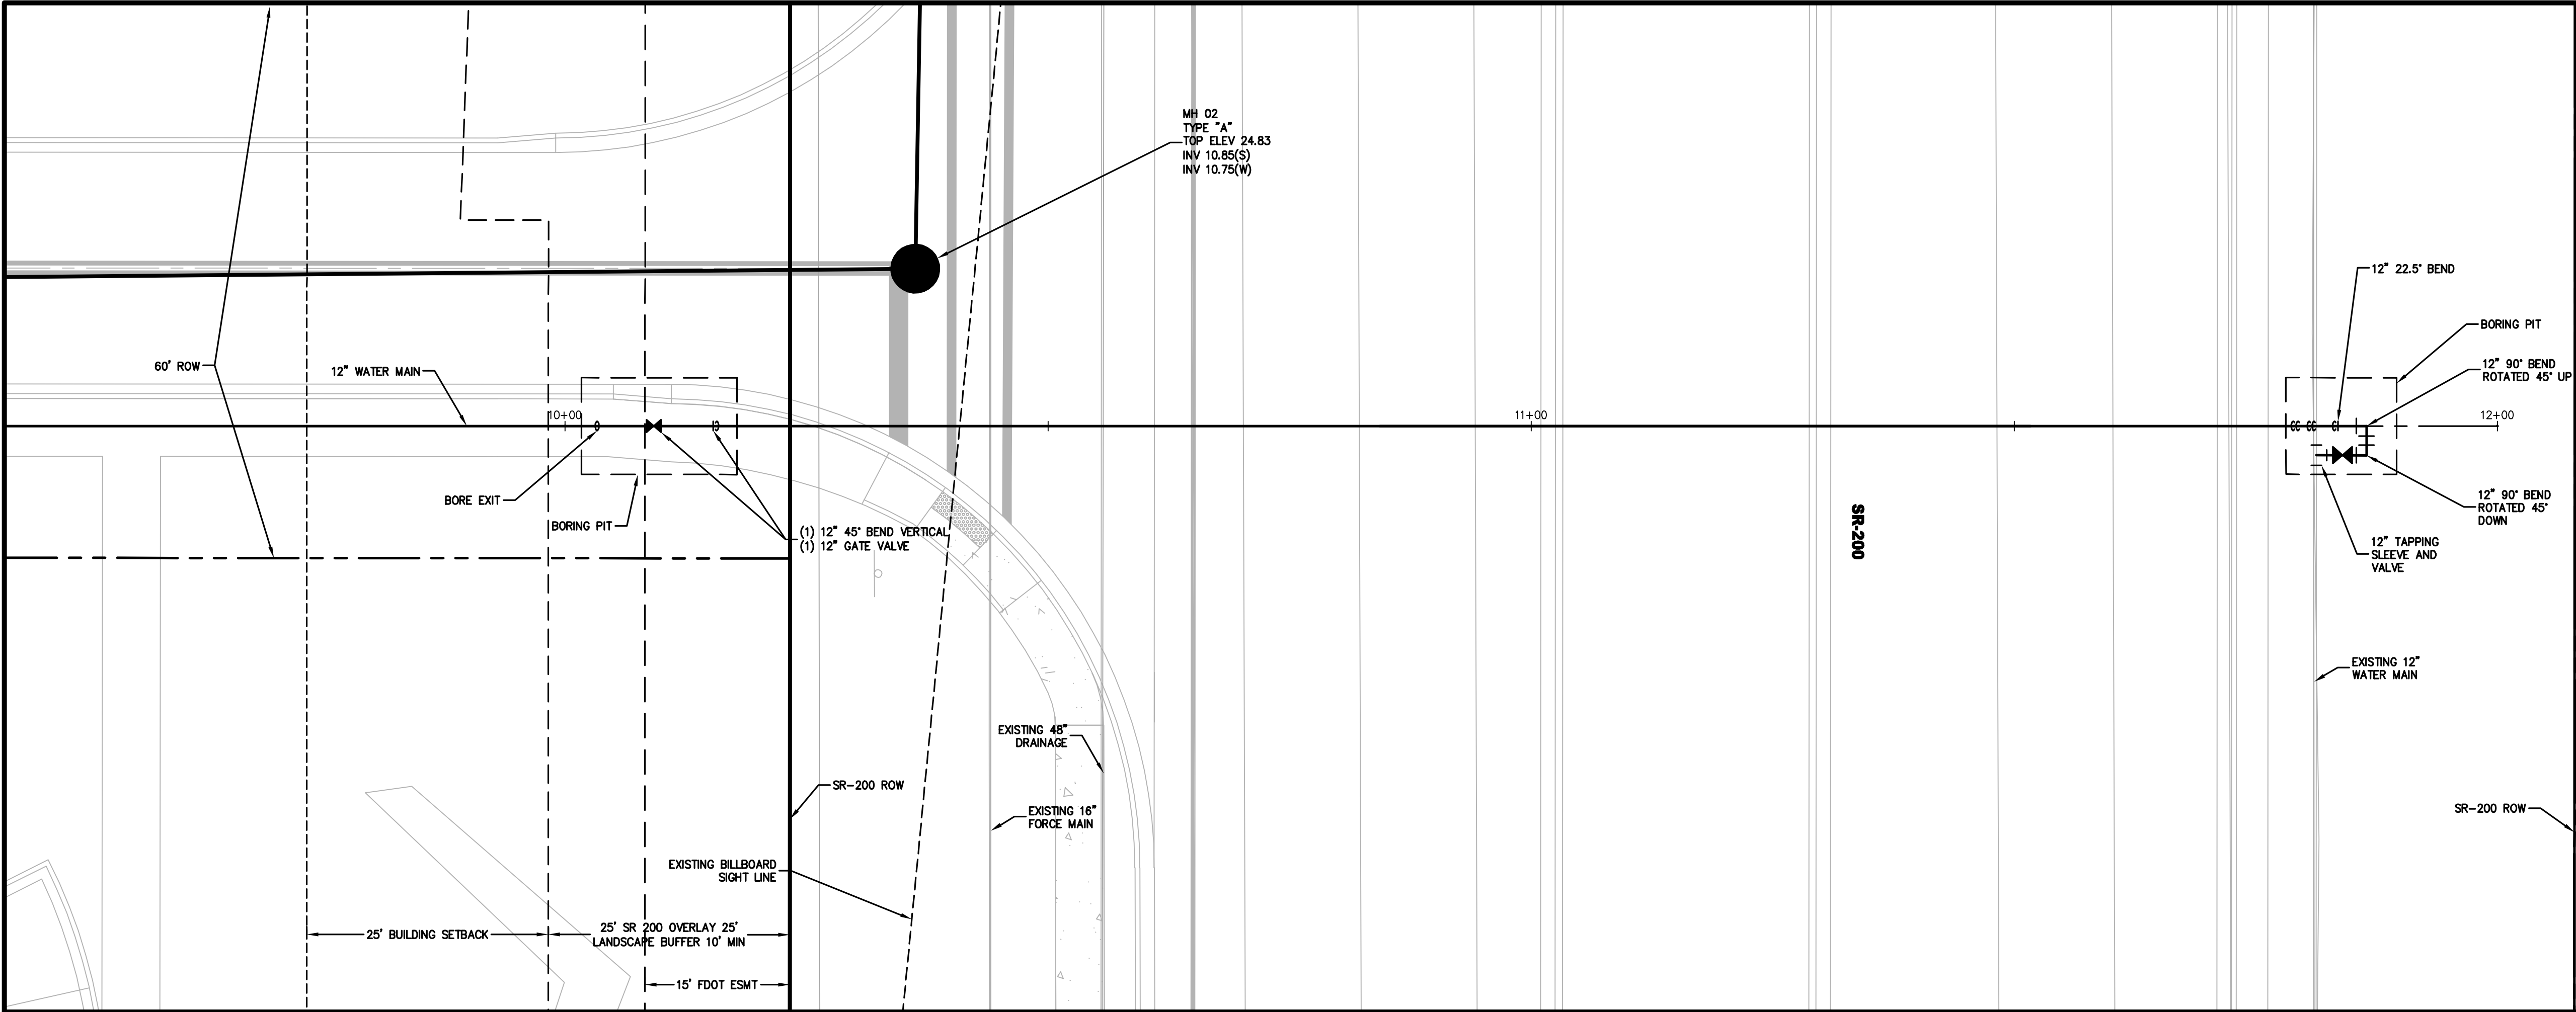 MH 02
TYPE "A"
TOP ELEV 24.83
INV 10.85(S)
INV 10.75(W)
12" 22.5° BEND
BORING PIT
60' ROW
12" WATER MAIN
12" 90° BEND
ROTATED 45° UP
10+00
11+00
12+00
BORE EXIT
BORING PIT
(1) 12" 45° BEND VERTICAL
(1) 12" GATE VALVE
SR-200
12" 90° BEND
ROTATED 45°
DOWN
12" TAPPING
SLEEVE AND
VALVE
EXISTING 12"
WATER MAIN
EXISTING 48"
DRAINAGE
SR-200 ROW
EXISTING 16"
FORCE MAIN
SR-200 ROW
EXISTING BILLBOARD
SIGHT LINE
25' BUILDING SETBACK
25' SR 200 OVERLAY 25'
LANDSCAPE BUFFER 10' MIN
15' FDOT ESMT